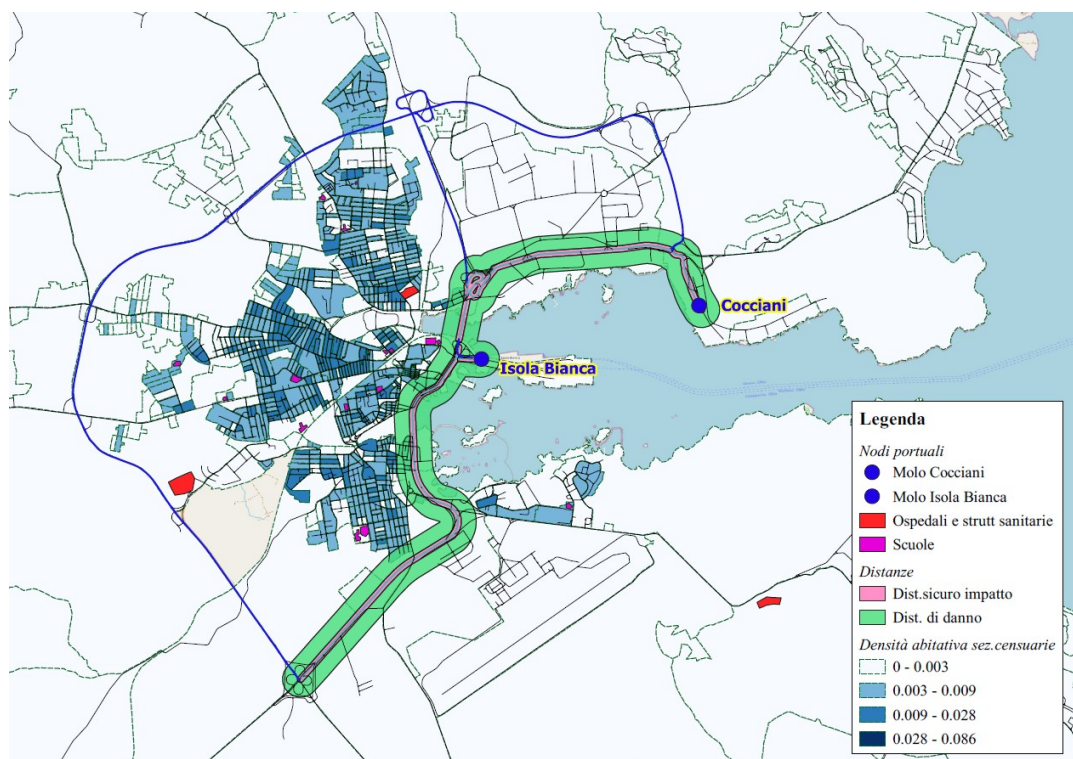 Cocciani
Isola Bianca
Legenda
Nodi portuali
Molo Cocciani
Molo Isola Bianca
Ospedali e strutt sanitarie
Scuole
Distanze
Dist.sicuro impatto
Dist. di danno
Densità abitativa sez.censuarie
0 - 0.003
0.003 - 0.009
0.009 - 0.028
0.028 - 0.086